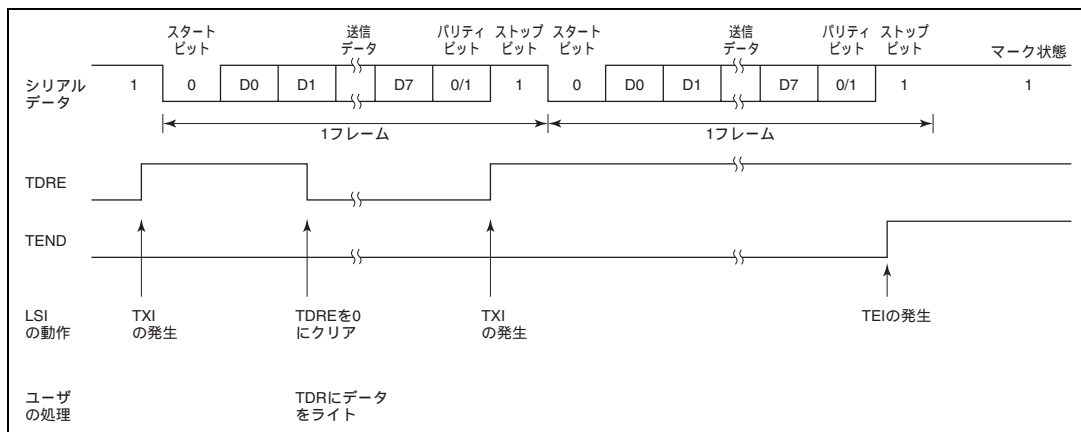 スタート
ビット
送信
データ
パリティ
ビット
ストップ
ビット
スタート
ビット
送信
データ
パリティ
ビット
ストップ
ビット
マーク状態
シリアル
データ
1 0 D0 D1 D7 0/1 1 0 D0 D1 D7 0/1 1 1
1フレーム 1フレーム
TDRE
TEND
LSI
の動作
TXI
の発生
TDREを0
にクリア
TXI
の発生
TEIの発生
ユーザ
の処理
TDRにデータ
をライト